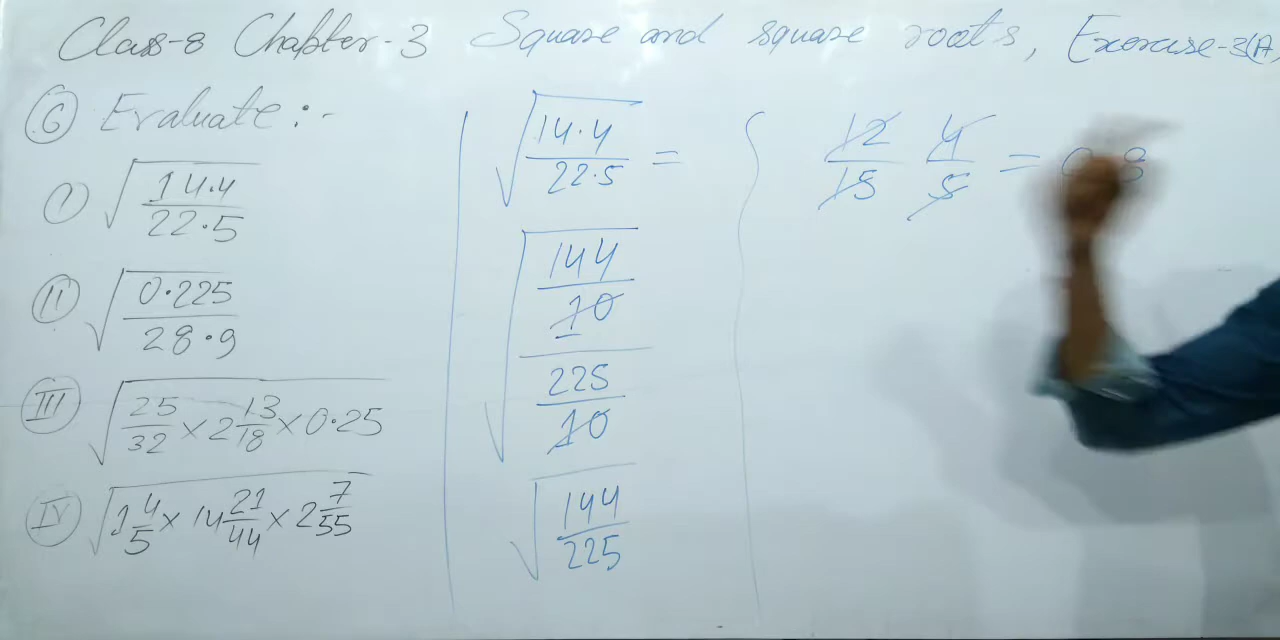 Class-8 Chapter-3 Square and square roots, Exercise-3(A)
6 Evaluate :-
I √(14.4/22.5)
II √(0.225/28.9)
III √(25/32 × 2 13/18 × 0.25)
IV √(1 4/5 × 14 21/44 × 2 7/55)
√(14.4/22.5) =
√((144/10)/(225/10))
√(144/225)
12/15 4/5 = 0.8